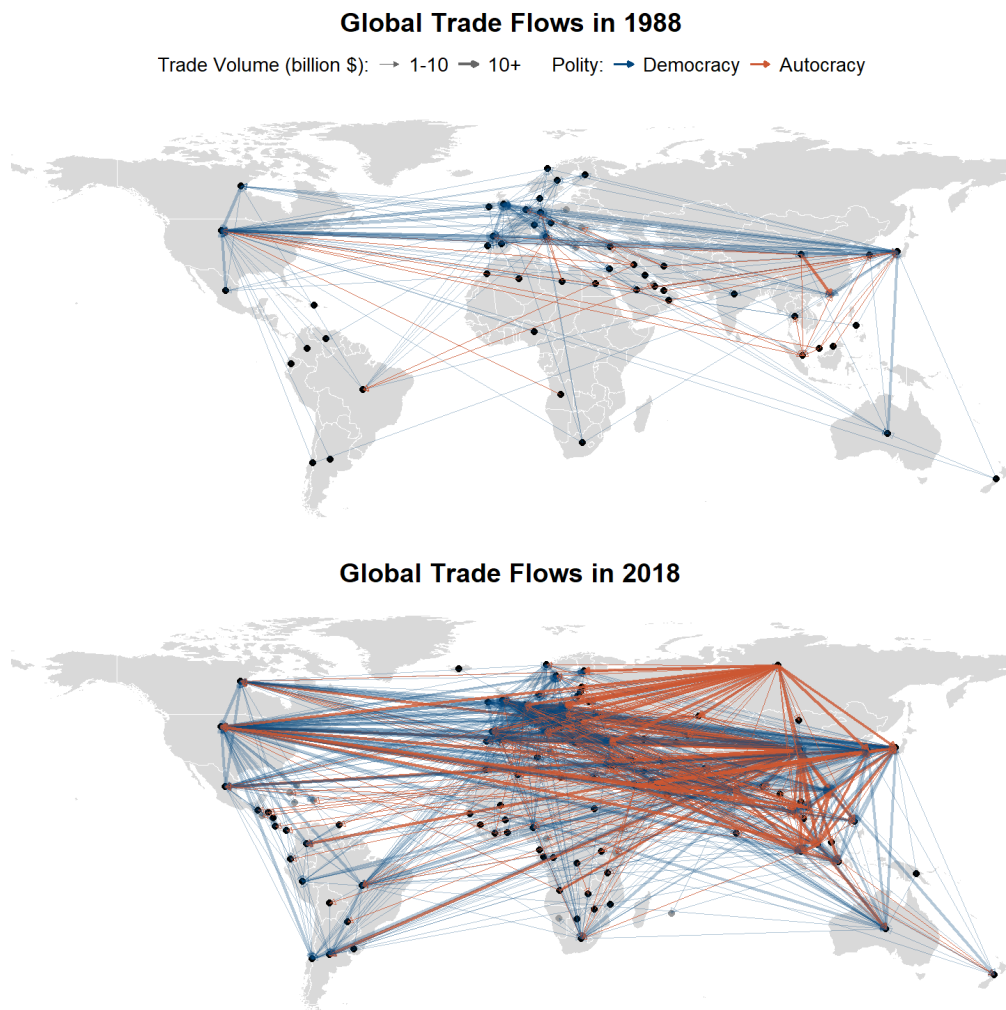 Global Trade Flows in 1988
Trade Volume (billion $): 1-10 10+ Polity: Democracy Autocracy
Global Trade Flows in 2018